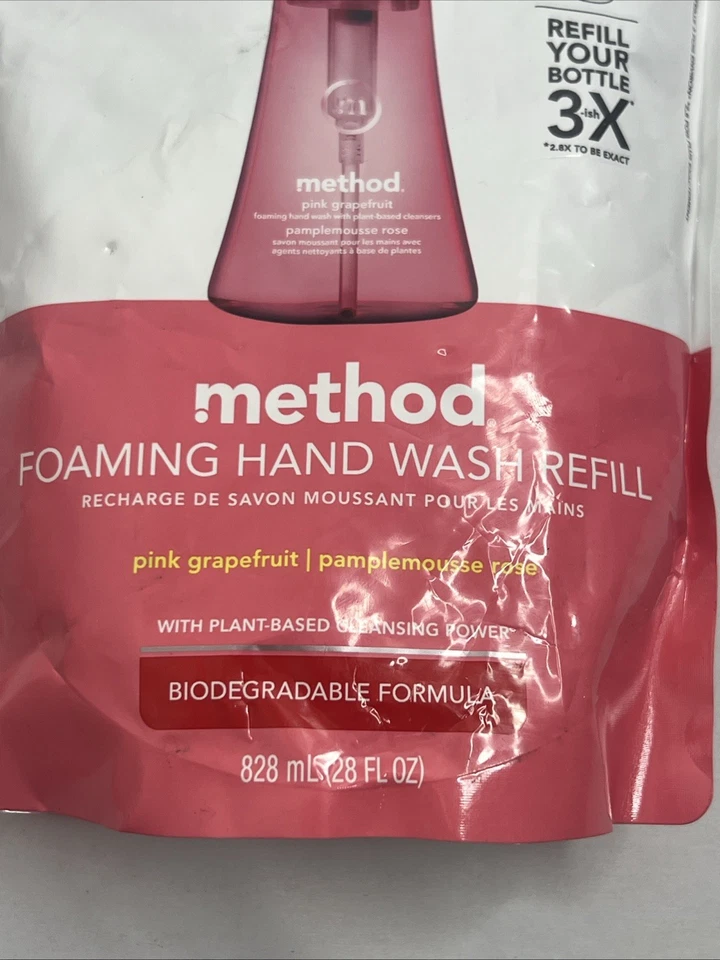 REFILL
YOUR
BOTTLE
3-ish X*
*2.8X TO BE EXACT
m
method.
pink grapefruit
foaming hand wash with plant-based cleansers
pamplemousse rose
savon moussant pour les mains avec
agents nettoyants à base de plantes
method.
FOAMING HAND WASH REFILL
RECHARGE DE SAVON MOUSSANT POUR LES MAINS
pink grapefruit | pamplemousse rose
WITH PLANT-BASED CLEANSING POWER~
BIODEGRADABLE FORMULA~
828 mL (28 FL OZ)